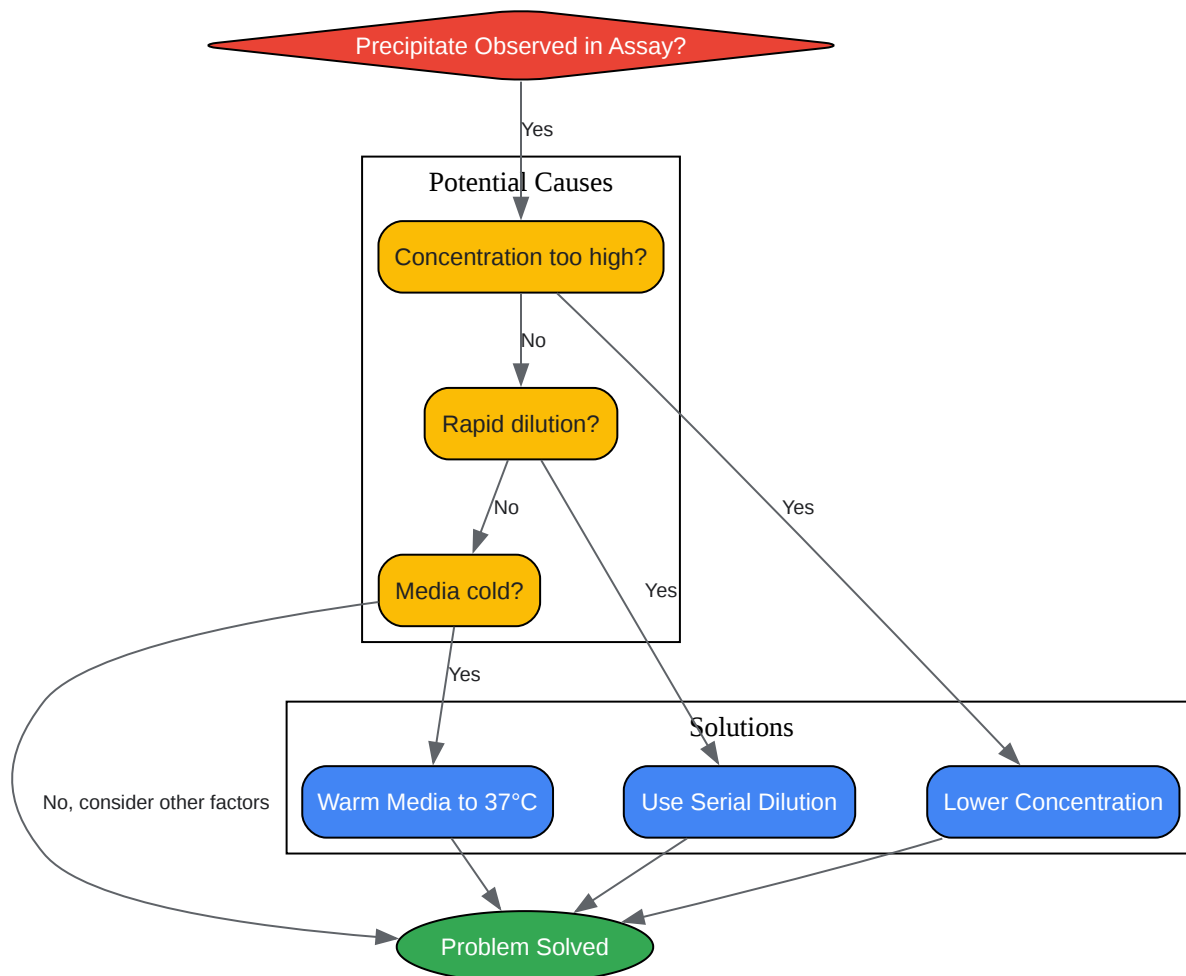 Precipitate Observed in Assay?
Yes
Potential Causes
Concentration too high?
No
Rapid dilution?
No
Yes
Media cold?
Yes
Yes
Solutions
Warm Media to 37°C
Use Serial Dilution
Lower Concentration
No, consider other factors
Problem Solved